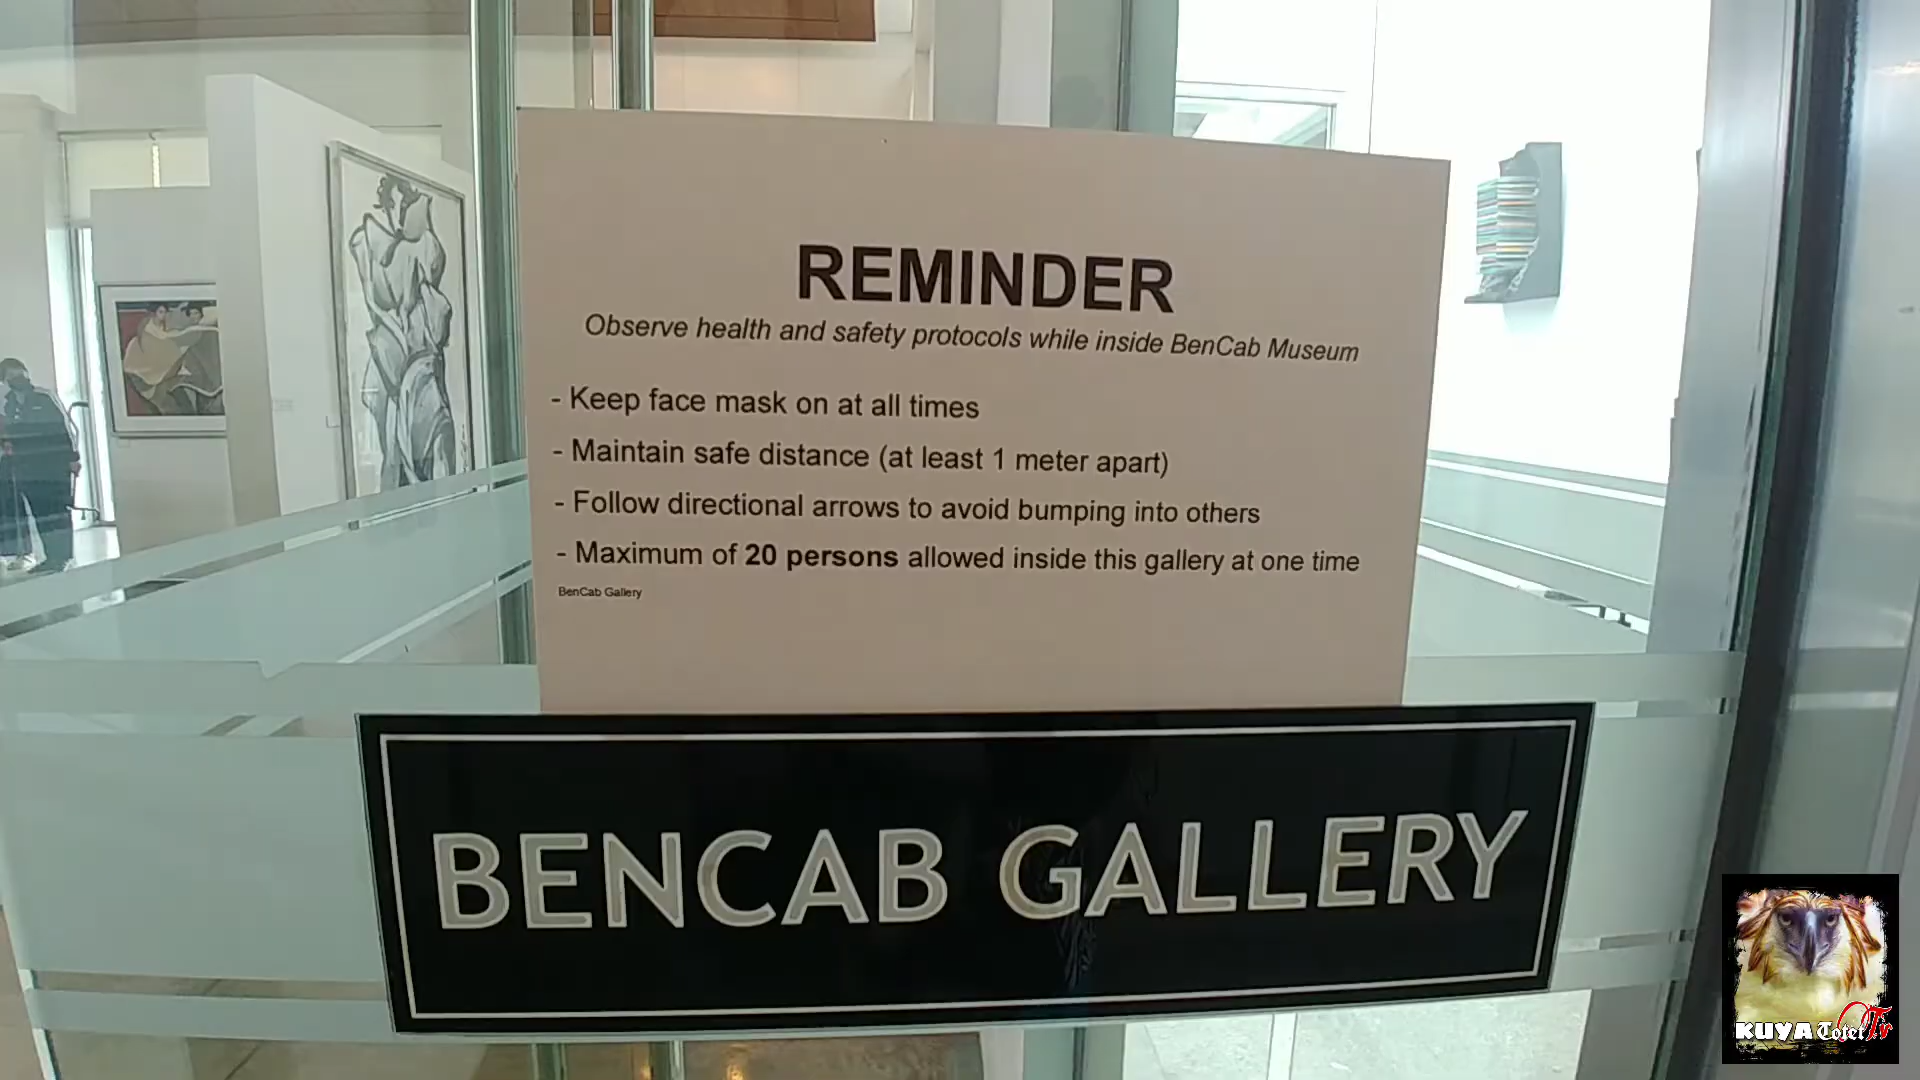 REMINDER
Observe health and safety protocols while inside BenCab Museum
- Keep face mask on at all times
- Maintain safe distance (at least 1 meter apart)
- Follow directional arrows to avoid bumping into others
- Maximum of 20 persons allowed inside this gallery at one time
BenCab Gallery
BENCAB GALLERY
KUYA Totet Tv